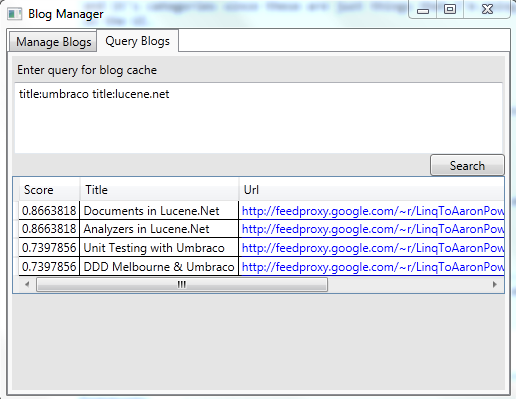 Blog Manager
Manage Blogs Query Blogs
Enter query for blog cache
title:umbraco title:lucene.net
Search
Score Title Url
0.8663818 Documents in Lucene.Net http://feedproxy.google.com/~r/LinqToAaronPow
0.8663818 Analyzers in Lucene.Net http://feedproxy.google.com/~r/LinqToAaronPow
0.7397856 Unit Testing with Umbraco http://feedproxy.google.com/~r/LinqToAaronPow
0.7397856 DDD Melbourne & Umbraco http://feedproxy.google.com/~r/LinqToAaronPow